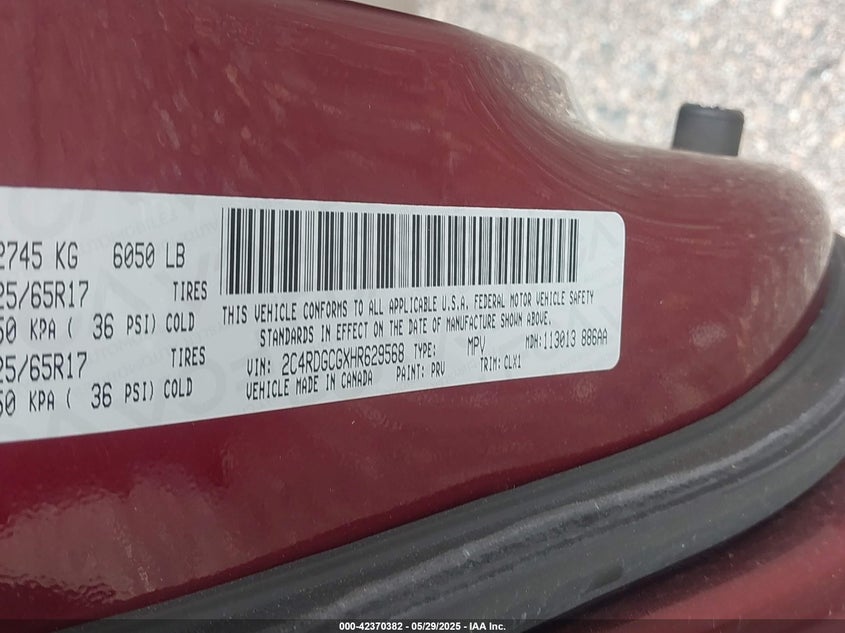 2745 KG 6050 LB
25/65R17 TIRES
50 KPA ( 36 PSI) COLD
25/65R17 TIRES
50 KPA ( 36 PSI) COLD
THIS VEHICLE CONFORMS TO ALL APPLICABLE U.S.A. FEDERAL MOTOR VEHICLE SAFETY
STANDARDS IN EFFECT ON THE DATE OF MANUFACTURE SHOWN ABOVE.
VIN: 2C4RDGCGXHR629568 TYPE: MPV MDH:113013 886AA
VEHICLE MADE IN CANADA PAINT: PRV TRIM:CLX1
000-42370382 - 05/29/2025 - IAA Inc.